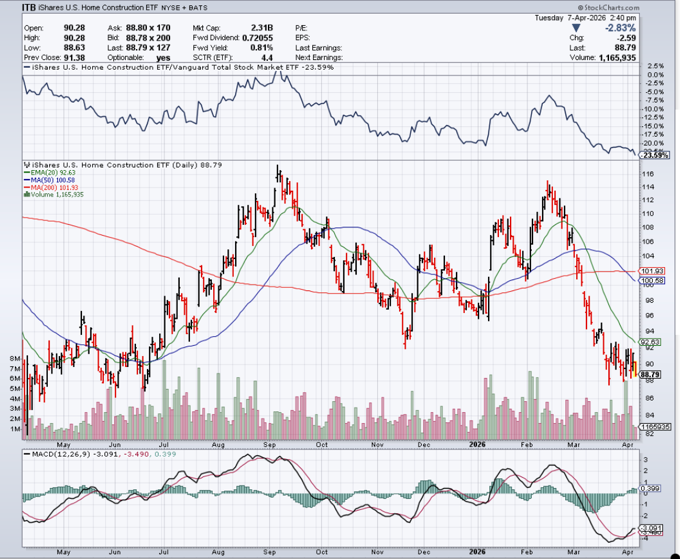 ITB iShares U.S. Home Construction ETF NYSE + BATS
© StockCharts.com
Tuesday 7-Apr-2026 2:40 pm
Open: 90.28 Ask: 88.80 x 170 Mkt Cap: 2.31B P/E: ▼ -2.83%
High: 90.28 Bid: 88.78 x 200 Fwd Dividend: 0.72055 EPS: Chg: -2.59
Low: 88.63 Last: 88.79 x 127 Fwd Yield: 0.81% Last Earnings: Last: 88.79
Prev Close: 91.38 Optionable: yes SCTR (ETF): 4.4 Next Earnings: Volume: 1,165,935
iShares U.S. Home Construction ETF/Vanguard Total Stock Market ETF -23.59%
2.5%
0.0%
-2.5%
-5.0%
-7.5%
-10.0%
-12.5%
-15.0%
-17.5%
-20.0%
-23.59%
iShares U.S. Home Construction ETF (Daily) 88.79
EMA(20) 92.63
MA(50) 100.58
MA(200) 101.93
Volume 1,165,935
116
114
112
110
108
106
104
101.93
100.58
98
96
94
92.63
92
90
88.79
88
86
84
82
1165935
8M
7M
6M
5M
4M
3M
2M
1M
May Jun Jul Aug Sep Oct Nov Dec 2026 Feb Mar Apr
MACD(12,26,9) -3.091, -3.490, 0.399
3
2
1
0.399
-1
-2
-3.091
May Jun Jul Aug Sep Oct Nov Dec 2026 Feb Mar Apr